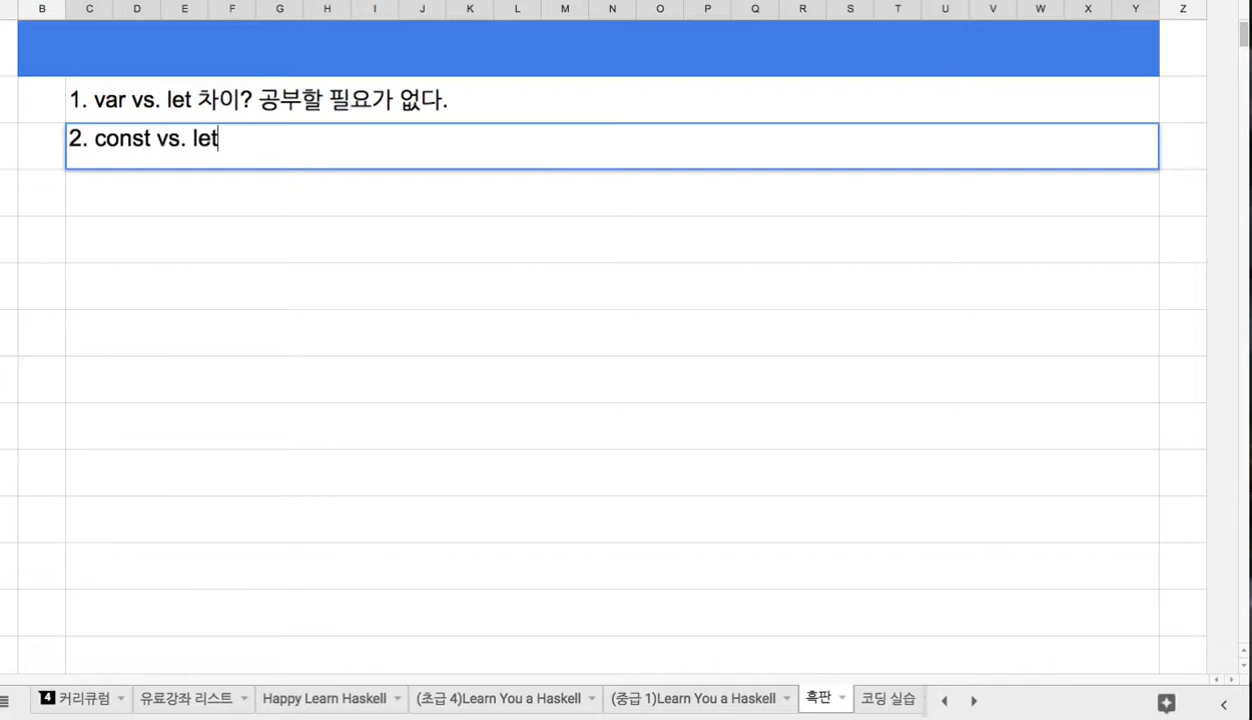 B C D E F G H I J K L M N O P Q R S T U V W X Y Z
1. var vs. let 차이? 공부할 필요가 없다.
2. const vs. let
4 커리큘럼 유료강좌 리스트 Happy Learn Haskell (초급 4)Learn You a Haskell (중급 1)Learn You a Haskell 흑판 코딩 실습